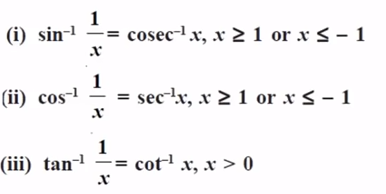 (i) sin⁻¹ 1/x = cosec⁻¹ x, x ≥ 1 or x ≤ – 1
(ii) cos⁻¹ 1/x = sec⁻¹x, x ≥ 1 or x ≤ – 1
(iii) tan⁻¹ 1/x = cot⁻¹ x, x > 0